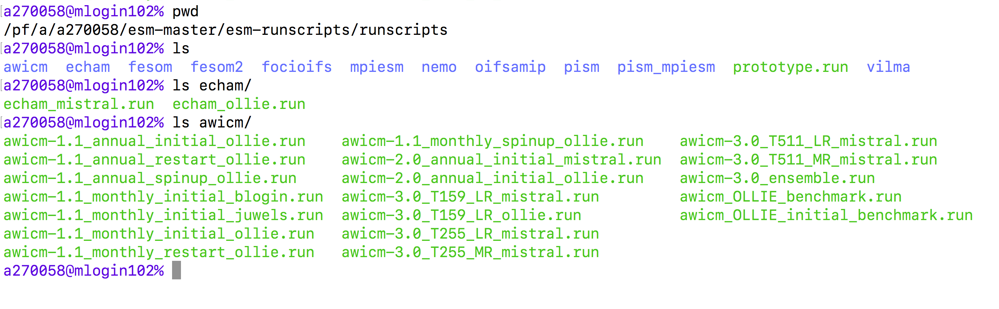 a270058@mlogin102% pwd
/pf/a/a270058/esm-master/esm-runscripts/runscripts
a270058@mlogin102% ls
awicm  echam  fesom  fesom2  focioifs  mpiesm  nemo  oifsamip  pism  pism_mpiesm  prototype.run  vilma
a270058@mlogin102% ls echam/
echam_mistral.run  echam_ollie.run
a270058@mlogin102% ls awicm/
awicm-1.1_annual_initial_ollie.run    awicm-1.1_monthly_spinup_ollie.run    awicm-3.0_T511_LR_mistral.run
awicm-1.1_annual_restart_ollie.run    awicm-2.0_annual_initial_mistral.run  awicm-3.0_T511_MR_mistral.run
awicm-1.1_annual_spinup_ollie.run     awicm-2.0_annual_initial_ollie.run    awicm-3.0_ensemble.run
awicm-1.1_monthly_initial_blogin.run  awicm-3.0_T159_LR_mistral.run         awicm_OLLIE_benchmark.run
awicm-1.1_monthly_initial_juwels.run  awicm-3.0_T159_LR_ollie.run           awicm_OLLIE_initial_benchmark.run
awicm-1.1_monthly_initial_ollie.run   awicm-3.0_T255_LR_mistral.run
awicm-1.1_monthly_restart_ollie.run   awicm-3.0_T255_MR_mistral.run
a270058@mlogin102%